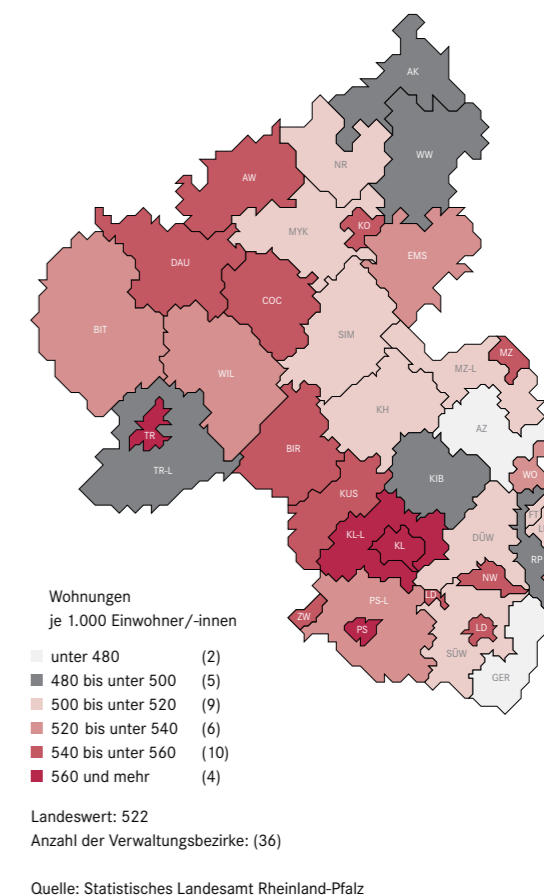 AK
WW
NR
AW
KO
MYK
EMS
DAU
COC
BIT
SIM
MZ
MZ-L
WIL
KH
AZ
TR
BIR
TR-L
KIB
WO
KUS
FT
L
KL-L
KL
DÜW
RP
NW
LD
PS-L
ZW
PS
LD
SÜW
GER
Wohnungen
je 1.000 Einwohner/-innen
unter 480 (2)
480 bis unter 500 (5)
500 bis unter 520 (9)
520 bis unter 540 (6)
540 bis unter 560 (10)
560 und mehr (4)
Landeswert: 522
Anzahl der Verwaltungsbezirke: (36)
Quelle: Statistisches Landesamt Rheinland-Pfalz